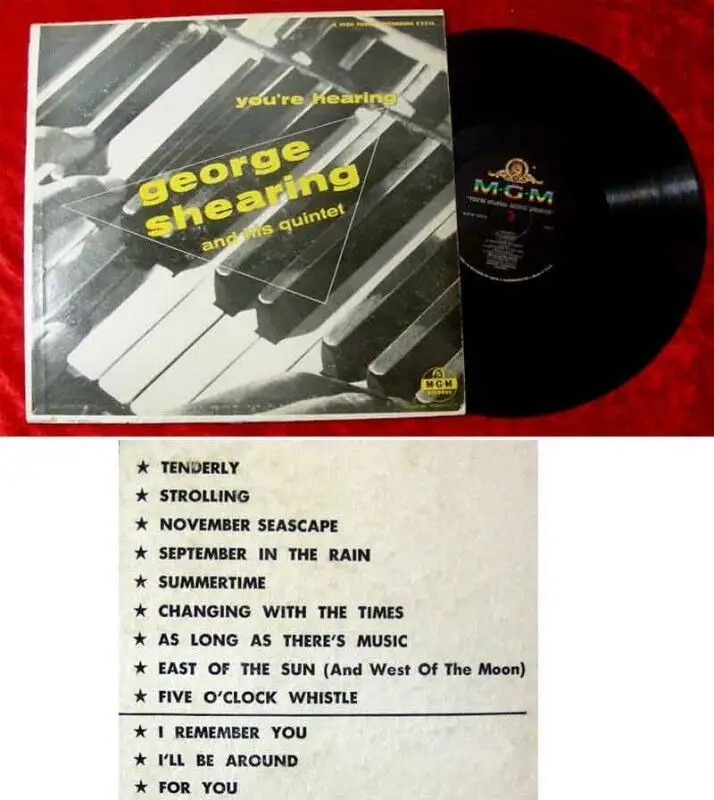 you're hearing
george
shearing
and his quintet
M·G·M
RECORDS
M·G·M
★ TENDERLY
★ STROLLING
★ NOVEMBER SEASCAPE
★ SEPTEMBER IN THE RAIN
★ SUMMERTIME
★ CHANGING WITH THE TIMES
★ AS LONG AS THERE'S MUSIC
★ EAST OF THE SUN (And West Of The Moon)
★ FIVE O'CLOCK WHISTLE
★ I REMEMBER YOU
★ I'LL BE AROUND
★ FOR YOU